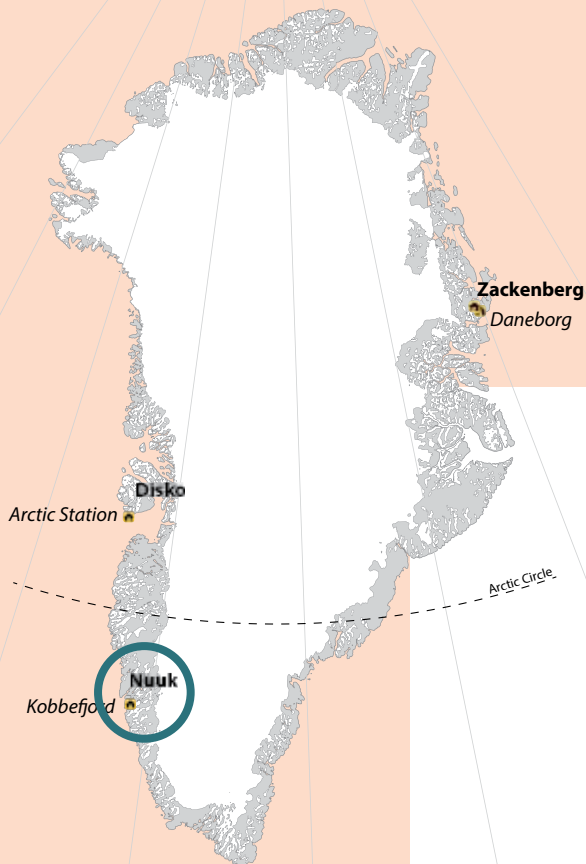 Zackenberg
Daneborg
Disko
Arctic Station
Arctic Circle
Nuuk
Kobbefjord